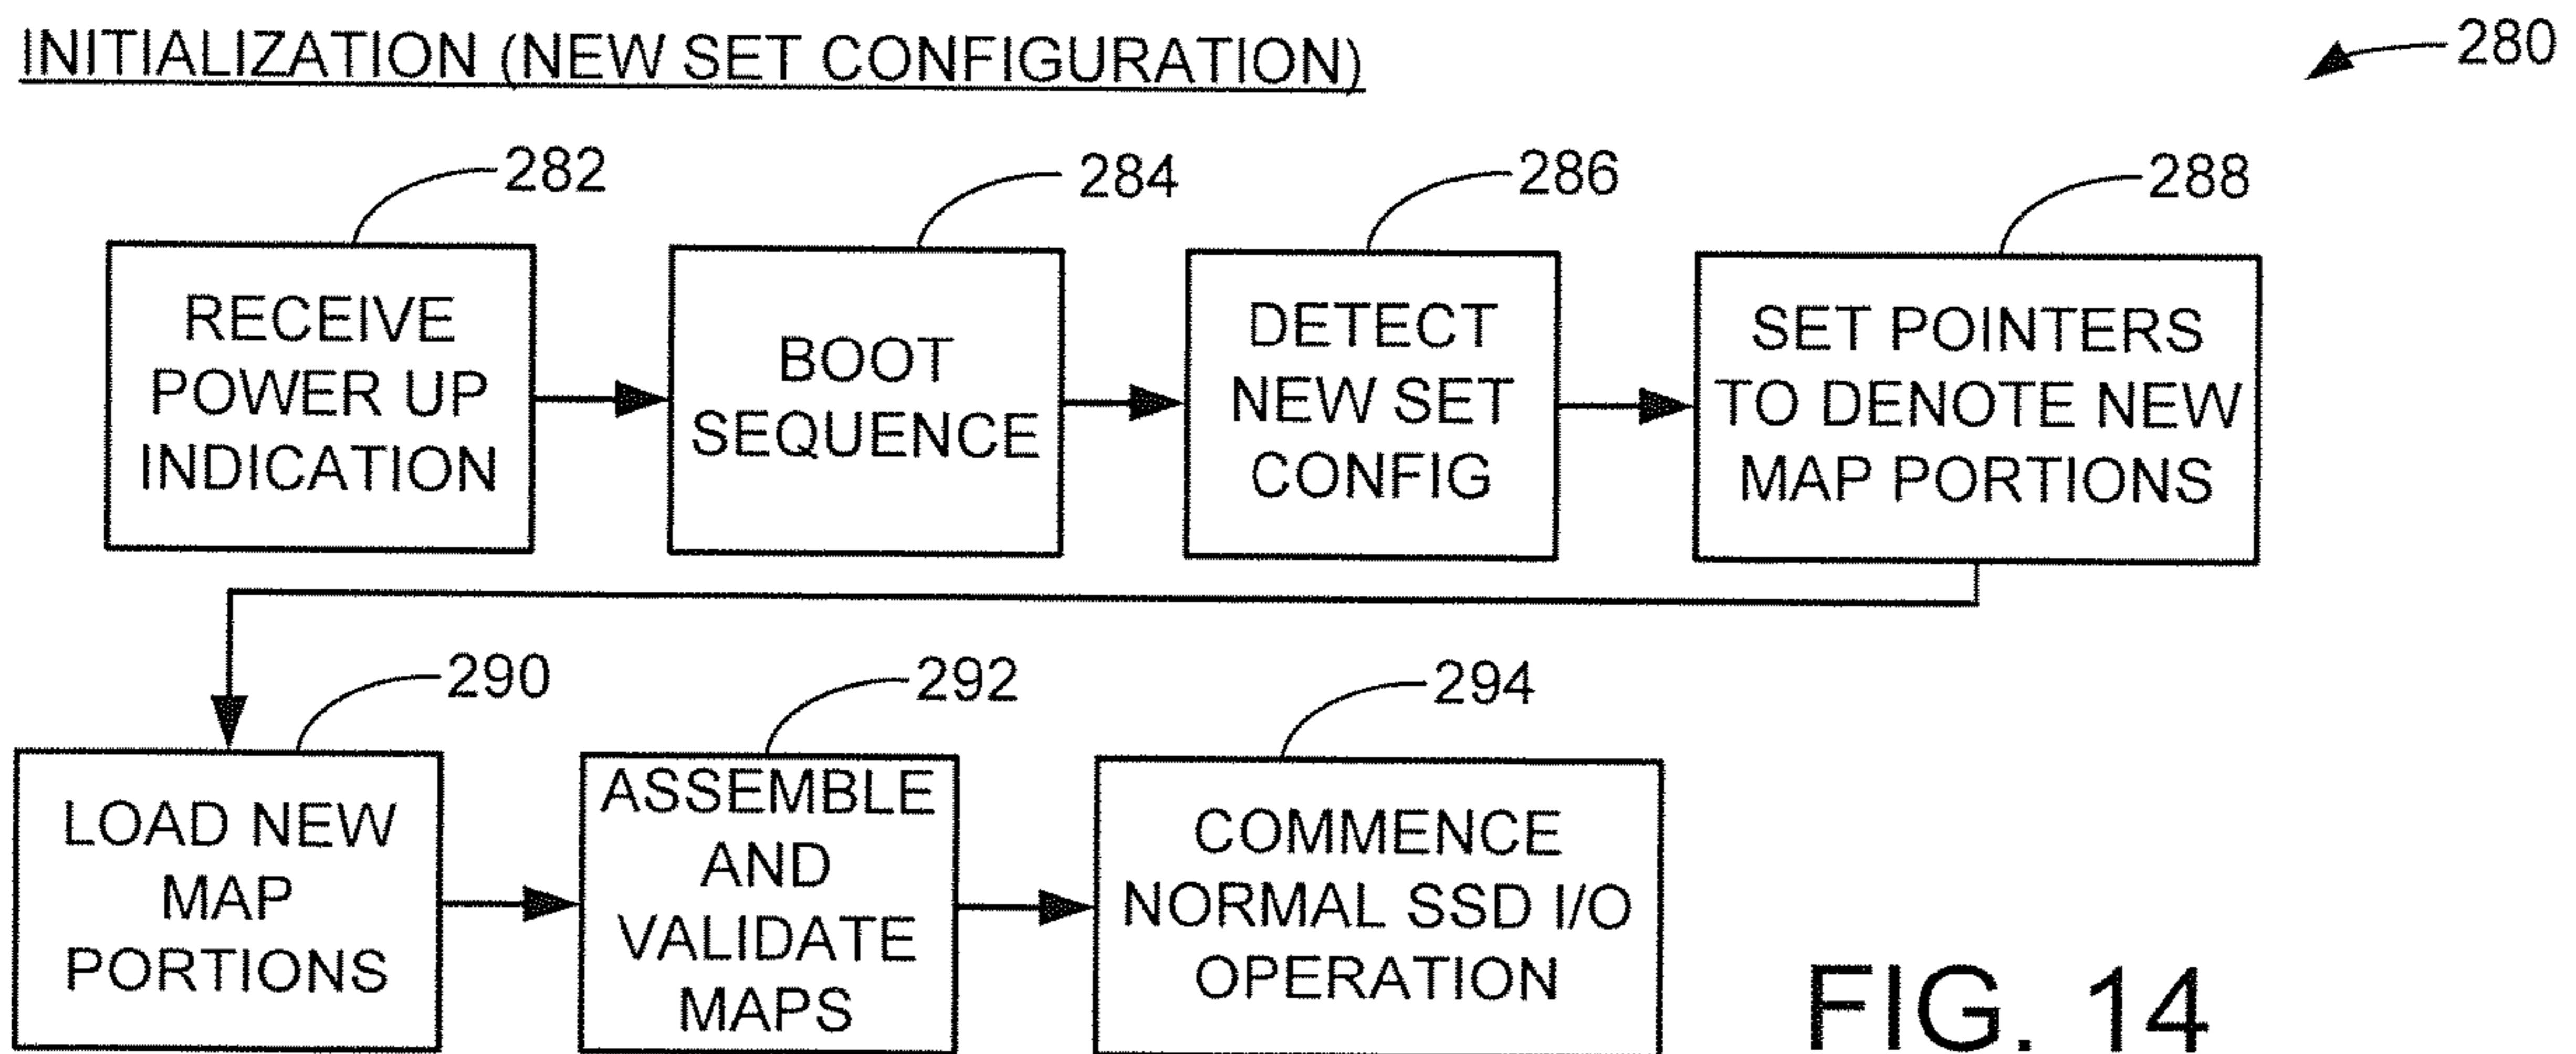 INITIALIZATION (NEW SET CONFIGURATION)
280
282
284
286
288
RECEIVE
POWER UP
INDICATION
BOOT
SEQUENCE
DETECT
NEW SET
CONFIG
SET POINTERS
TO DENOTE NEW
MAP PORTIONS
290
292
294
LOAD NEW
MAP
PORTIONS
ASSEMBLE
AND
VALIDATE
MAPS
COMMENCE
NORMAL SSD I/O
OPERATION
FIG. 14